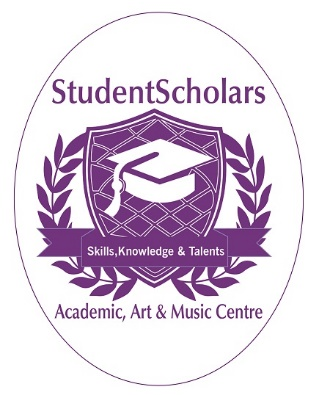 StudentScholars
Skills,Knowledge & Talents
Academic, Art & Music Centre